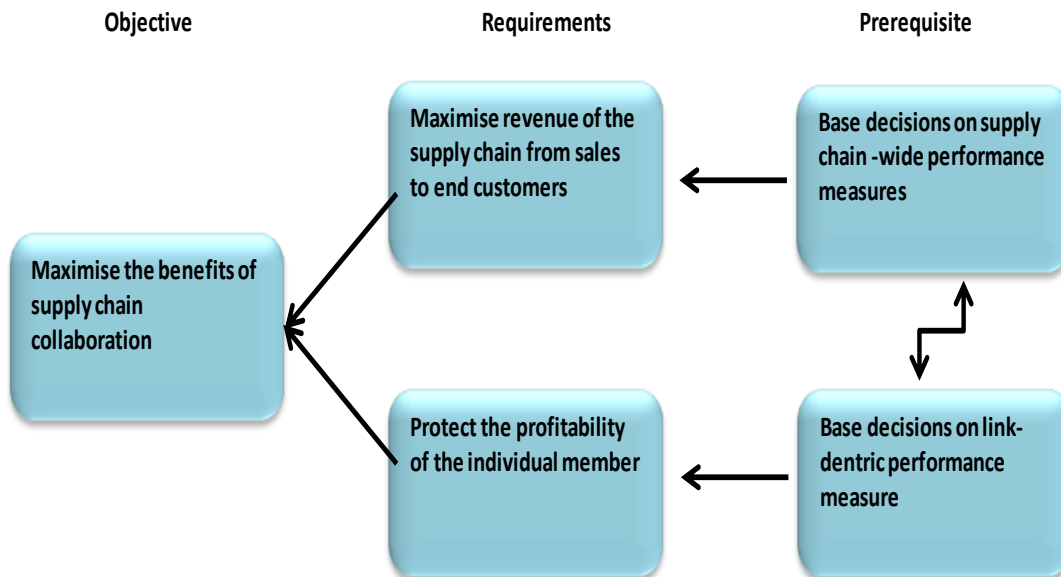 Objective
Requirements
Prerequisite
Maximise the benefits of
supply chain
collaboration
Maximise revenue of the
supply chain from sales
to end customers
Protect the profitability
of the individual member
Base decisions on supply
chain -wide performance
measures
Base decisions on link-
dentric performance
measure